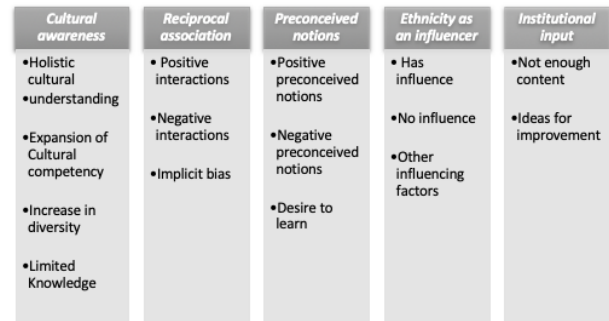 Cultural
awareness
•Holistic
cultural
•understanding
•Expansion of
Cultural
competency
•Increase in
diversity
•Limited
Knowledge
Reciprocal
association
• Positive
interactions
•Negative
interactions
•Implicit bias
Preconceived
notions
•Positive
preconceived
notions
•Negative
preconceived
notions
•Desire to
learn
Ethnicity as
an influencer
• Has
influence
•No influence
•Other
influencing
factors
Institutional
input
•Not enough
content
•Ideas for
improvement